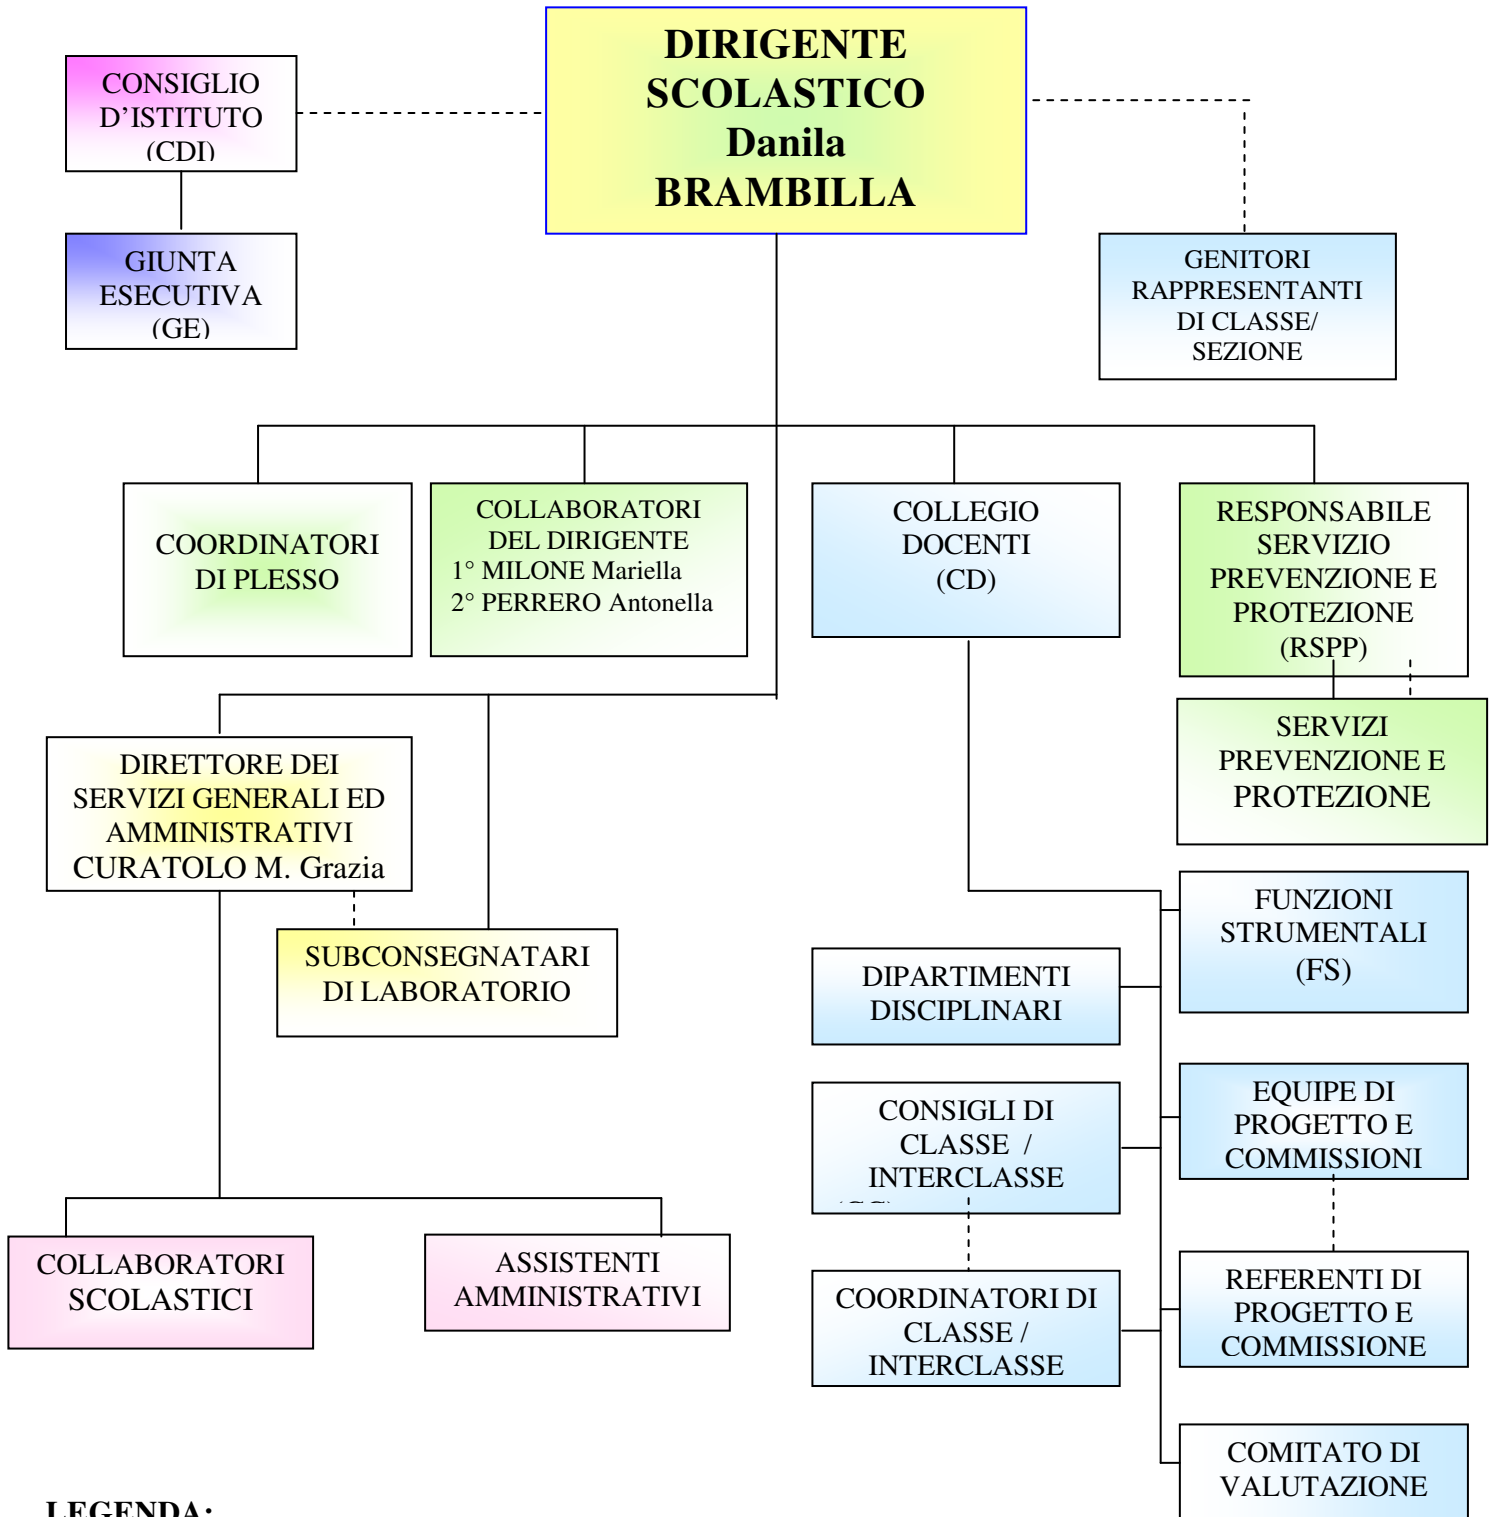 DIRIGENTE
SCOLASTICO
Danila
BRAMBILLA
CONSIGLIO
D'ISTITUTO
(CDI)
GIUNTA
ESECUTIVA
(GE)
GENITORI
RAPPRESENTANTI
DI CLASSE/
SEZIONE
COORDINATORI
DI PLESSO
COLLABORATORI
DEL DIRIGENTE
1° MILONE Mariella
2° PERRERO Antonella
COLLEGIO
DOCENTI
(CD)
RESPONSABILE
SERVIZIO
PREVENZIONE E
PROTEZIONE
(RSPP)
SERVIZI
PREVENZIONE E
PROTEZIONE
DIRETTORE DEI
SERVIZI GENERALI ED
AMMINISTRATIVI
CURATOLO M. Grazia
SUBCONSEGNATARI
DI LABORATORIO
FUNZIONI
STRUMENTALI
(FS)
DIPARTIMENTI
DISCIPLINARI
EQUIPE DI
PROGETTO E
COMMISSIONI
CONSIGLI DI
CLASSE /
INTERCLASSE
COLLABORATORI
SCOLASTICI
ASSISTENTI
AMMINISTRATIVI
COORDINATORI DI
CLASSE /
INTERCLASSE
REFERENTI DI
PROGETTO E
COMMISSIONE
COMITATO DI
VALUTAZIONE
LEGENDA: